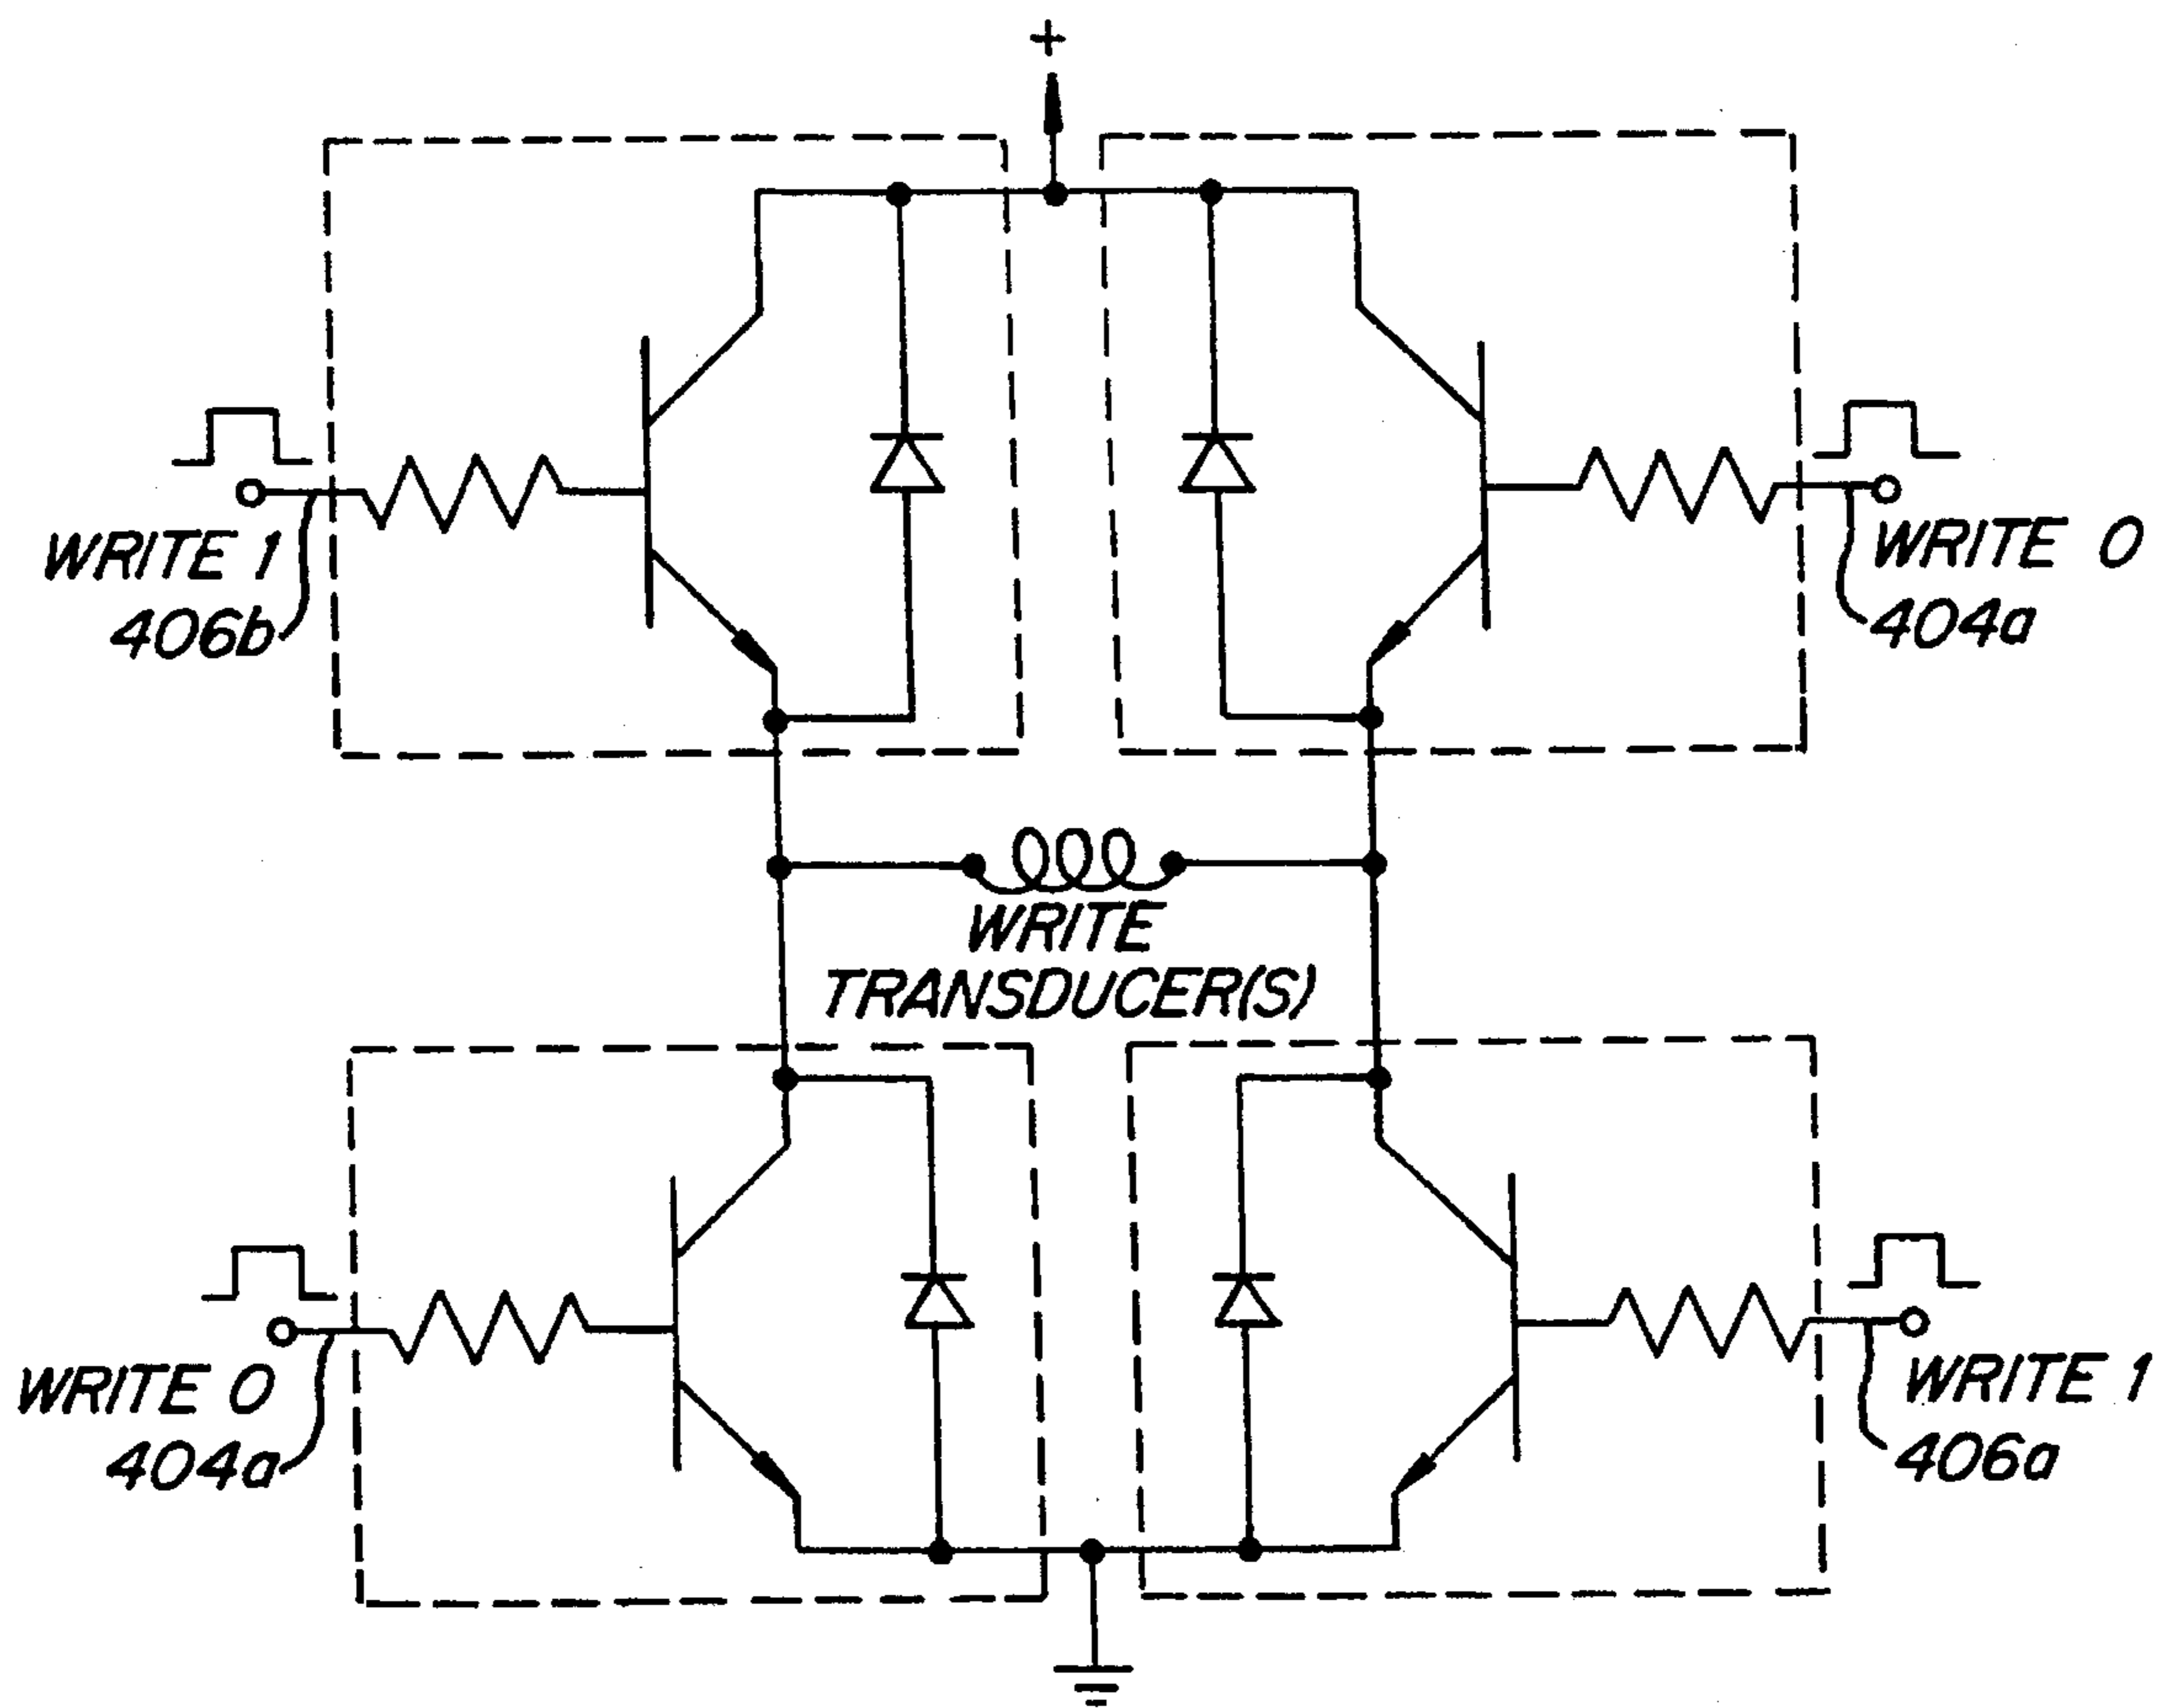 +
WRITE 1
406b
WRITE 0
404a
WRITE
TRANSDUCER(S)
WRITE 0
404a
WRITE 1
406a